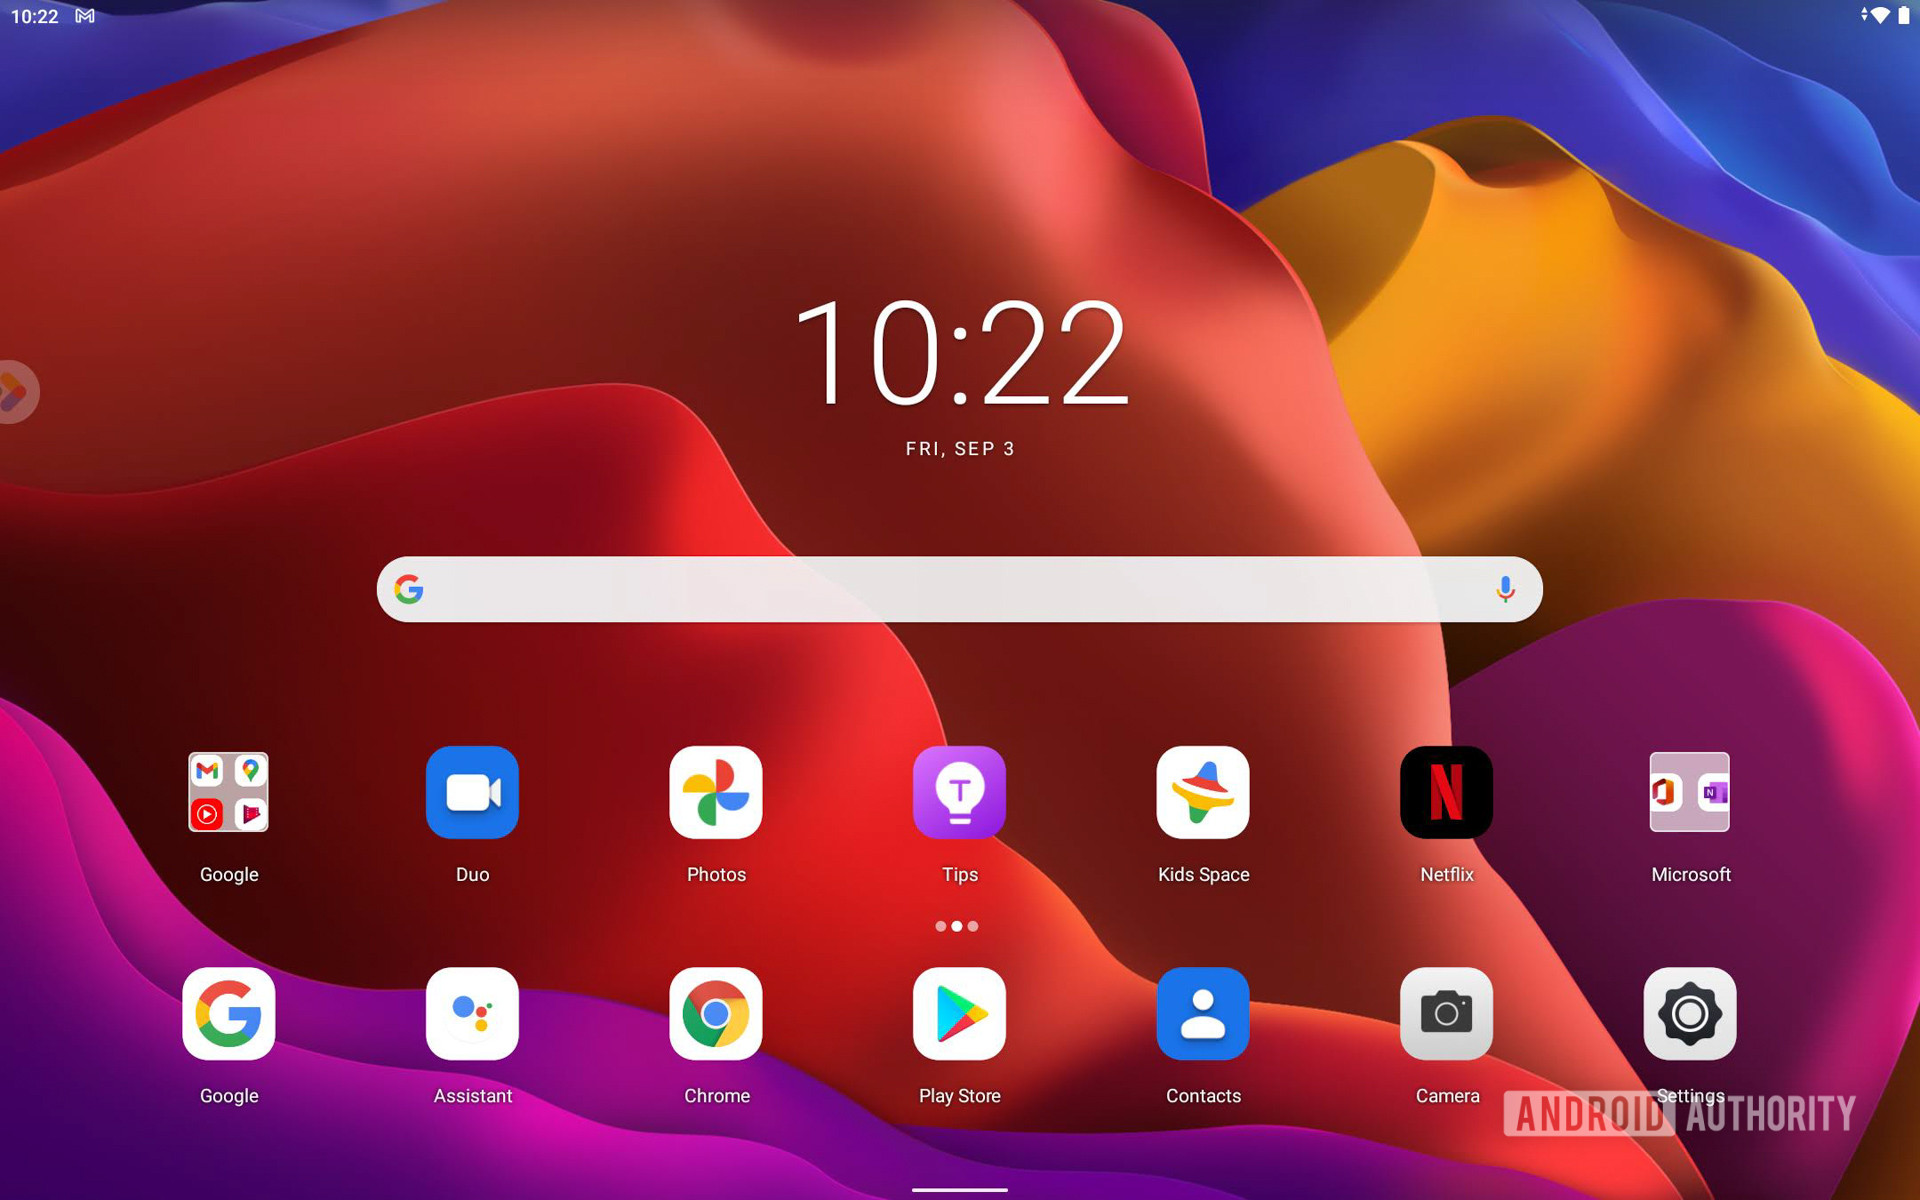 10:22
10:22
FRI, SEP 3
Google
Duo
Photos
Tips
Kids Space
Netflix
Microsoft
Google
Assistant
Chrome
Play Store
Contacts
Camera
Settings
ANDROID AUTHORITY